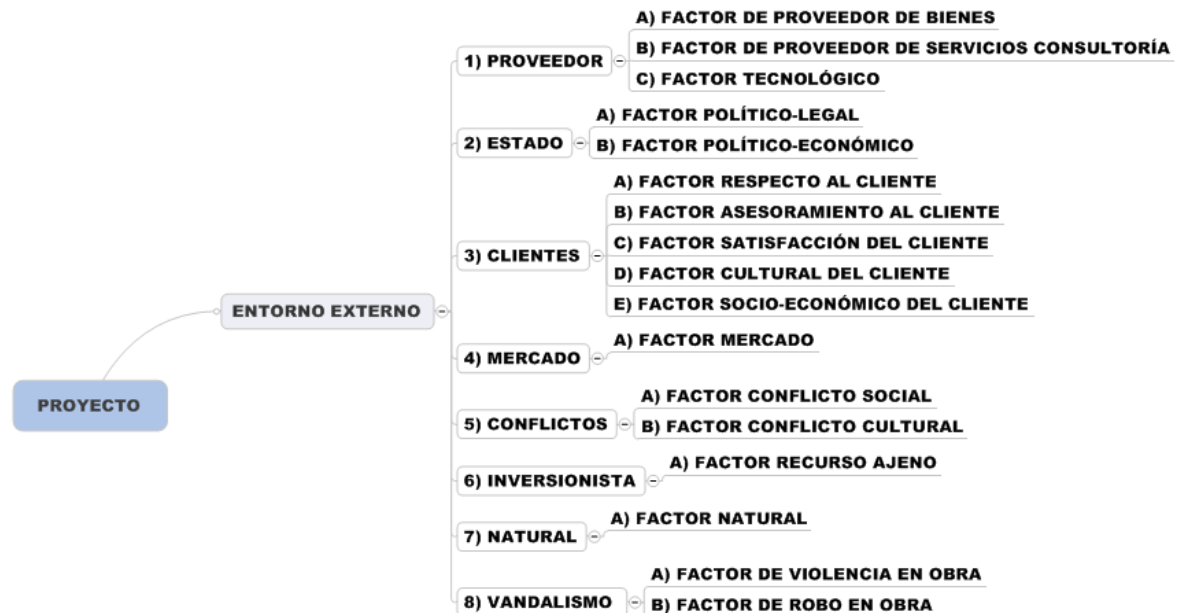 PROYECTO
ENTORNO EXTERNO
1) PROVEEDOR
A) FACTOR DE PROVEEDOR DE BIENES
B) FACTOR DE PROVEEDOR DE SERVICIOS CONSULTORÍA
C) FACTOR TECNOLÓGICO
2) ESTADO
A) FACTOR POLÍTICO-LEGAL
B) FACTOR POLÍTICO-ECONÓMICO
3) CLIENTES
A) FACTOR RESPECTO AL CLIENTE
B) FACTOR ASESORAMIENTO AL CLIENTE
C) FACTOR SATISFACCIÓN DEL CLIENTE
D) FACTOR CULTURAL DEL CLIENTE
E) FACTOR SOCIO-ECONÓMICO DEL CLIENTE
4) MERCADO
A) FACTOR MERCADO
5) CONFLICTOS
A) FACTOR CONFLICTO SOCIAL
B) FACTOR CONFLICTO CULTURAL
6) INVERSIONISTA
A) FACTOR RECURSO AJENO
7) NATURAL
A) FACTOR NATURAL
8) VANDALISMO
A) FACTOR DE VIOLENCIA EN OBRA
B) FACTOR DE ROBO EN OBRA